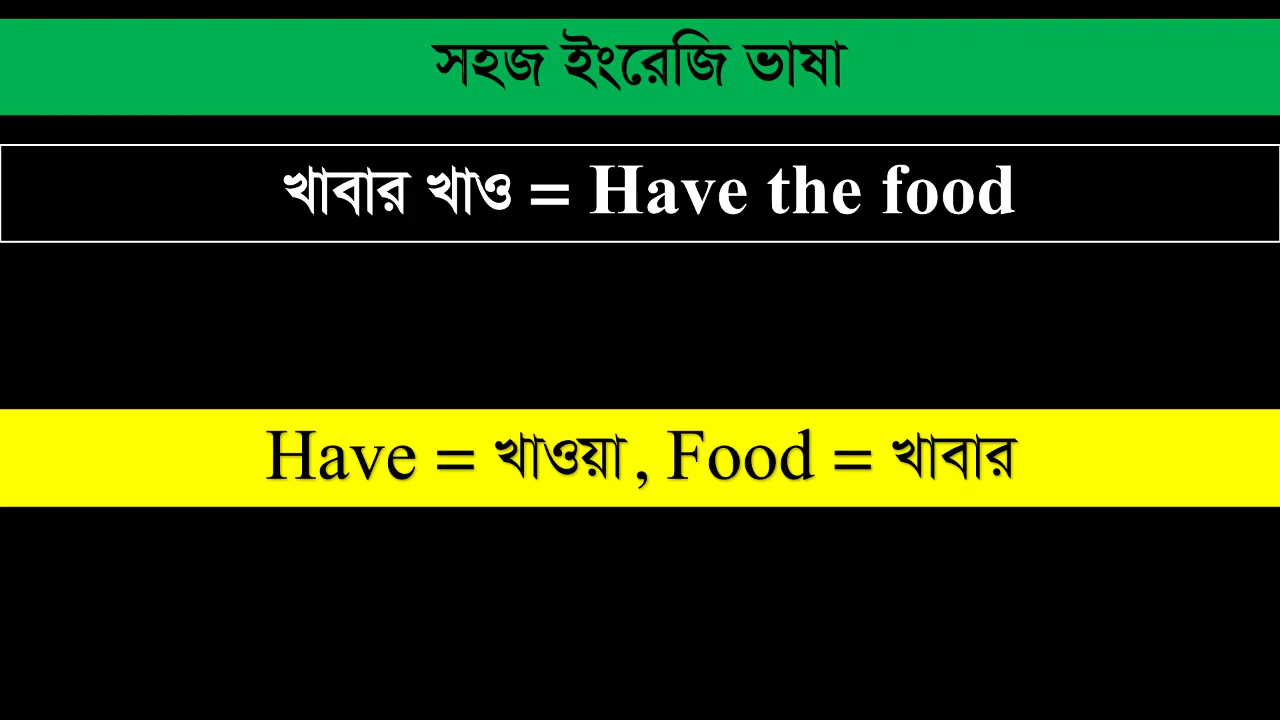 সহজ ইংরেজি ভাষা
খাবার খাও = Have the food
Have = খাওয়া, Food = খাবার